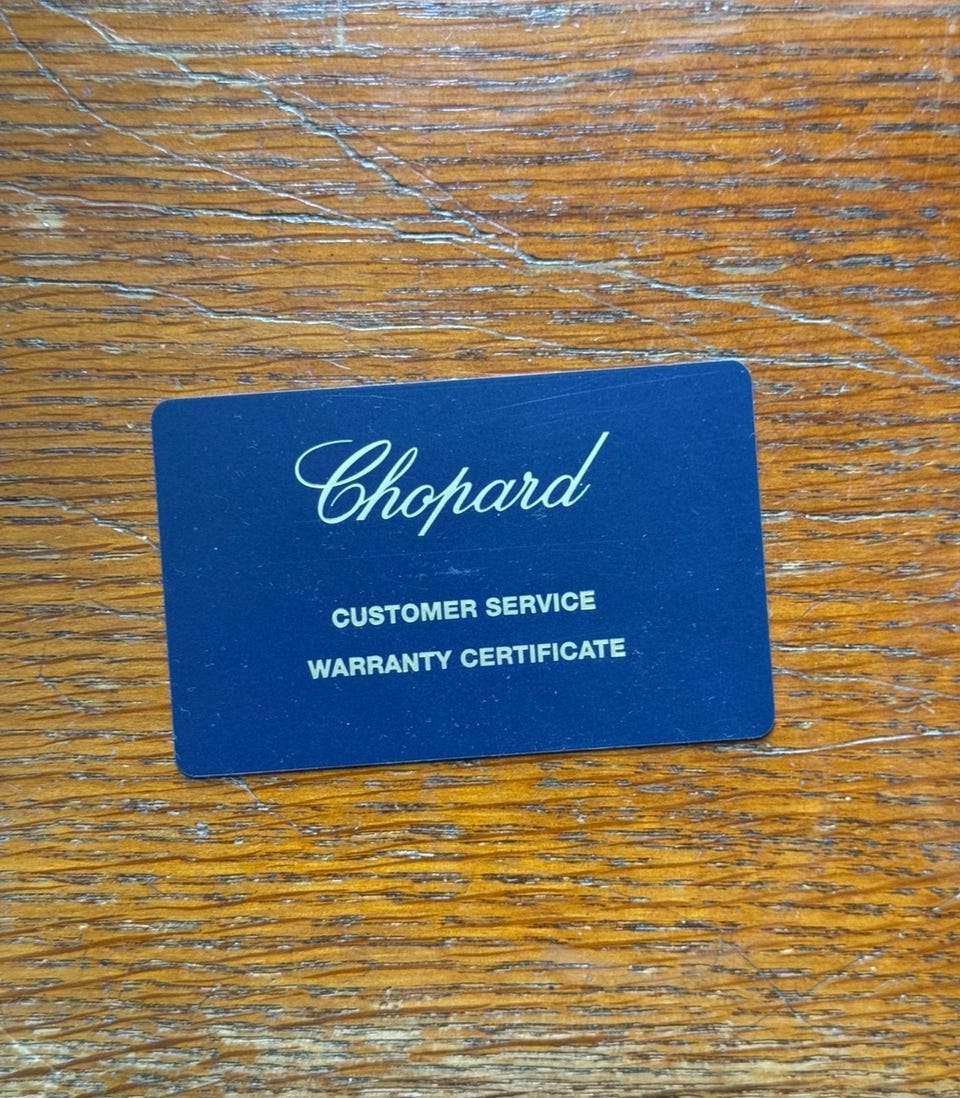 Chopard
CUSTOMER SERVICE
WARRANTY CERTIFICATE